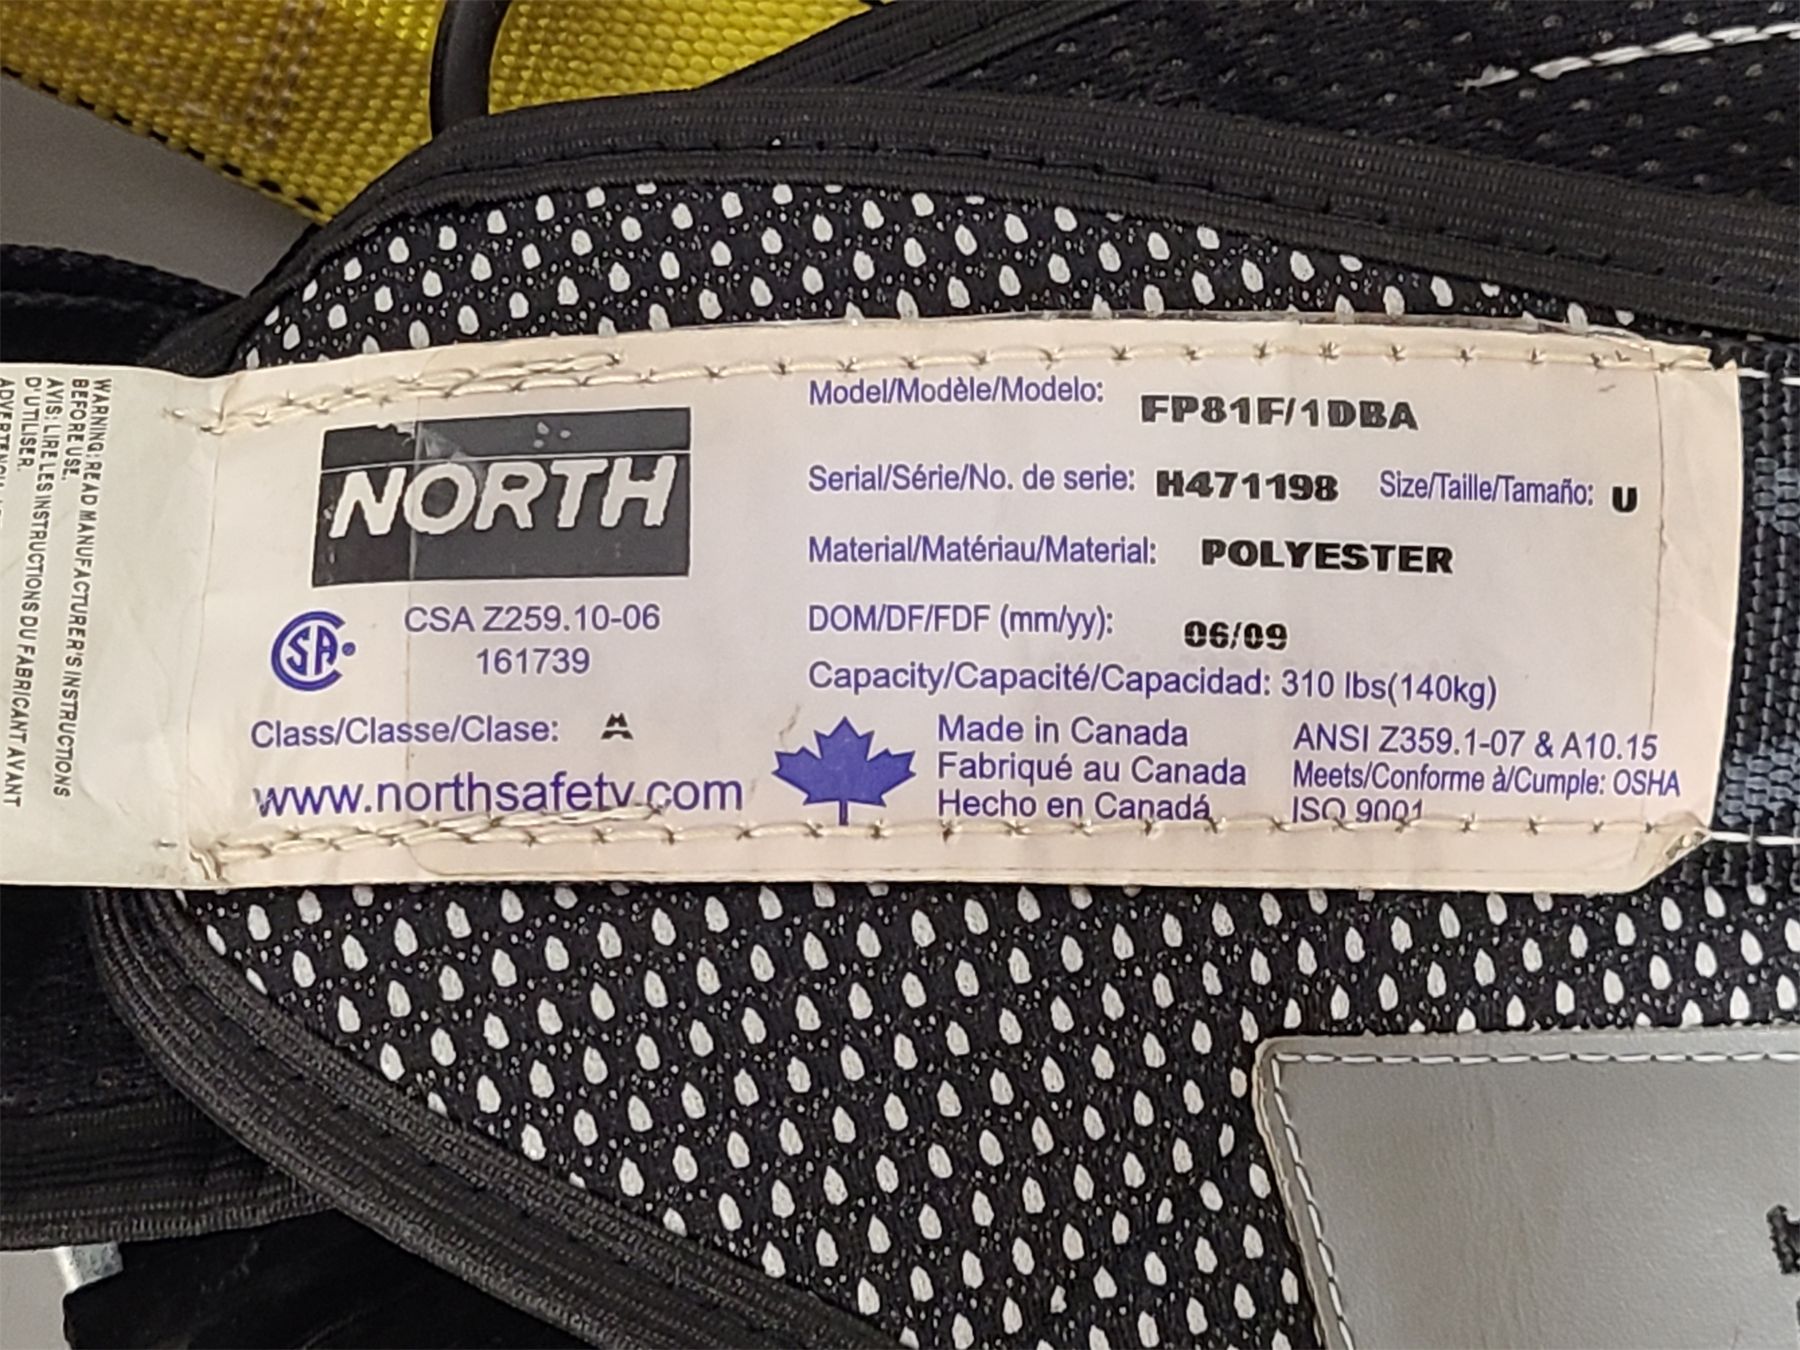 WARNING: READ MANUFACTURER'S INSTRUCTIONS
BEFORE USE.
AVIS: LIRE LES INSTRUCTIONS DU FABRICANT AVANT
D'UTILISER.
NORTH
CSA Z259.10-06
161739
Class/Classe/Clase: A
www.northsafety.com
Model/Modèle/Modelo: FP81F/1DBA
Serial/Série/No. de serie: H471198 Size/Taille/Tamaño: U
Material/Matériau/Material: POLYESTER
DOM/DF/FDF (mm/yy): 06/09
Capacity/Capacité/Capacidad: 310 lbs(140kg)
Made in Canada
Fabriqué au Canada
Hecho en Canadá
ANSI Z359.1-07 & A10.15
Meets/Conforme à/Cumple: OSHA
ISO 9001